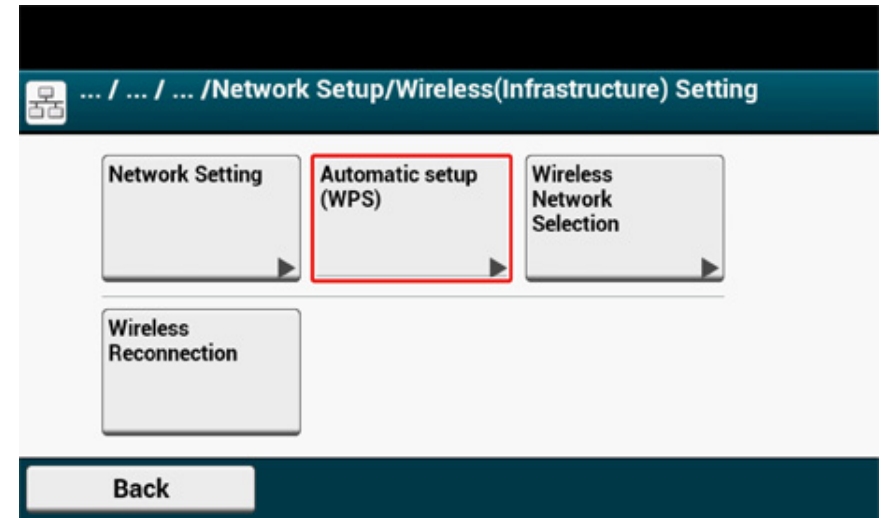 ... / ... / ... /Network Setup/Wireless(Infrastructure) Setting
Network Setting
Automatic setup
(WPS)
Wireless
Network
Selection
Wireless
Reconnection
Back